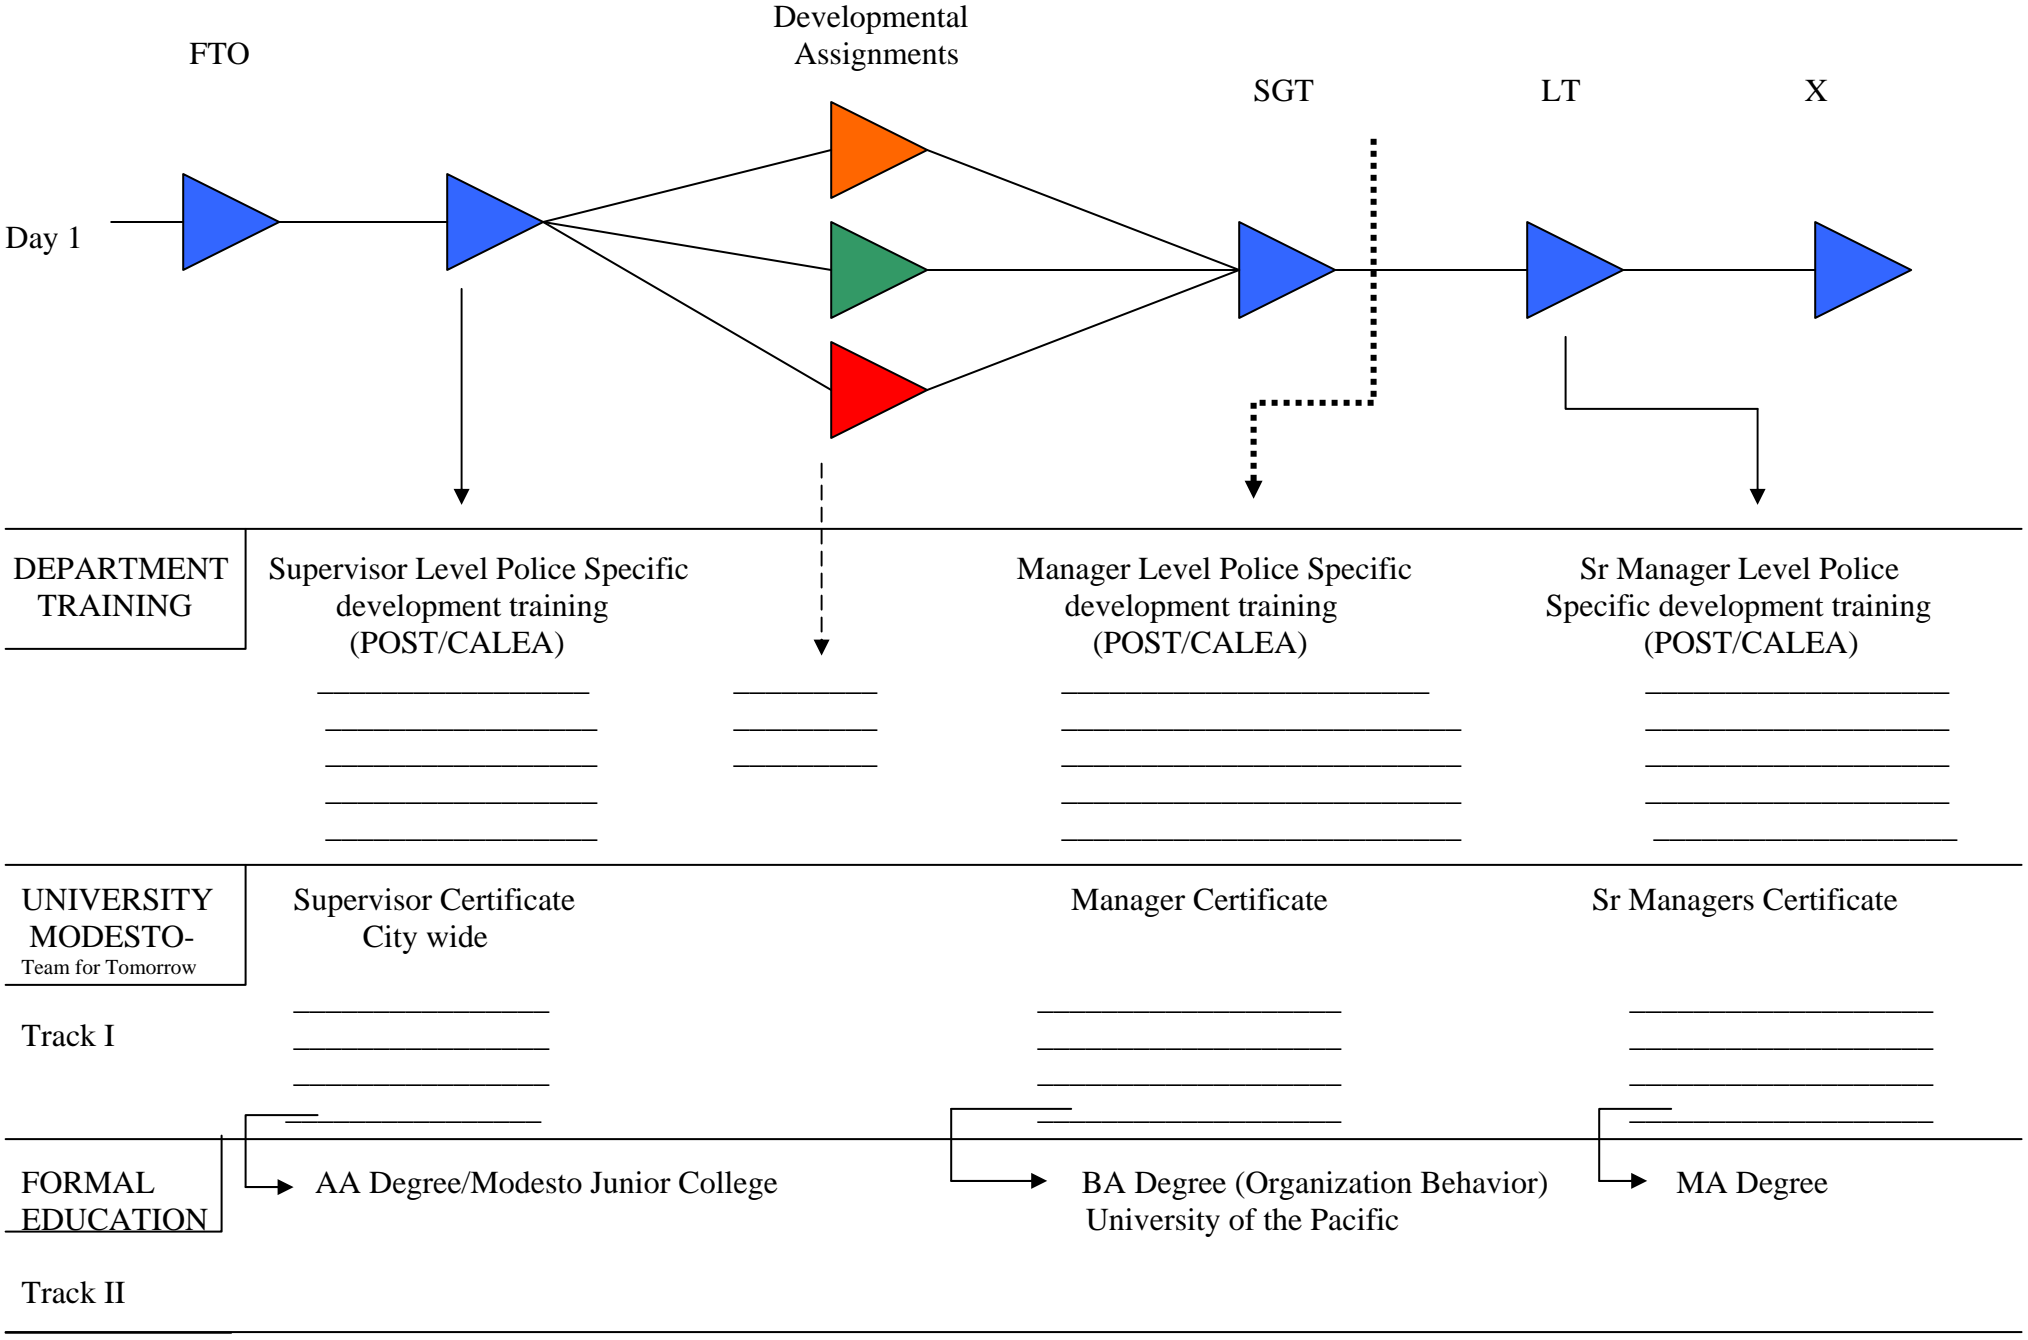 Developmental
Assignments
FTO
SGT
LT
X
Day 1
DEPARTMENT
TRAINING
Supervisor Level Police Specific
development training
(POST/CALEA)
Manager Level Police Specific
development training
(POST/CALEA)
Sr Manager Level Police
Specific development training
(POST/CALEA)
UNIVERSITY
MODESTO-
Team for Tomorrow
Supervisor Certificate
City wide
Manager Certificate
Sr Managers Certificate
Track I
FORMAL
EDUCATION
AA Degree/Modesto Junior College
BA Degree (Organization Behavior)
University of the Pacific
MA Degree
Track II